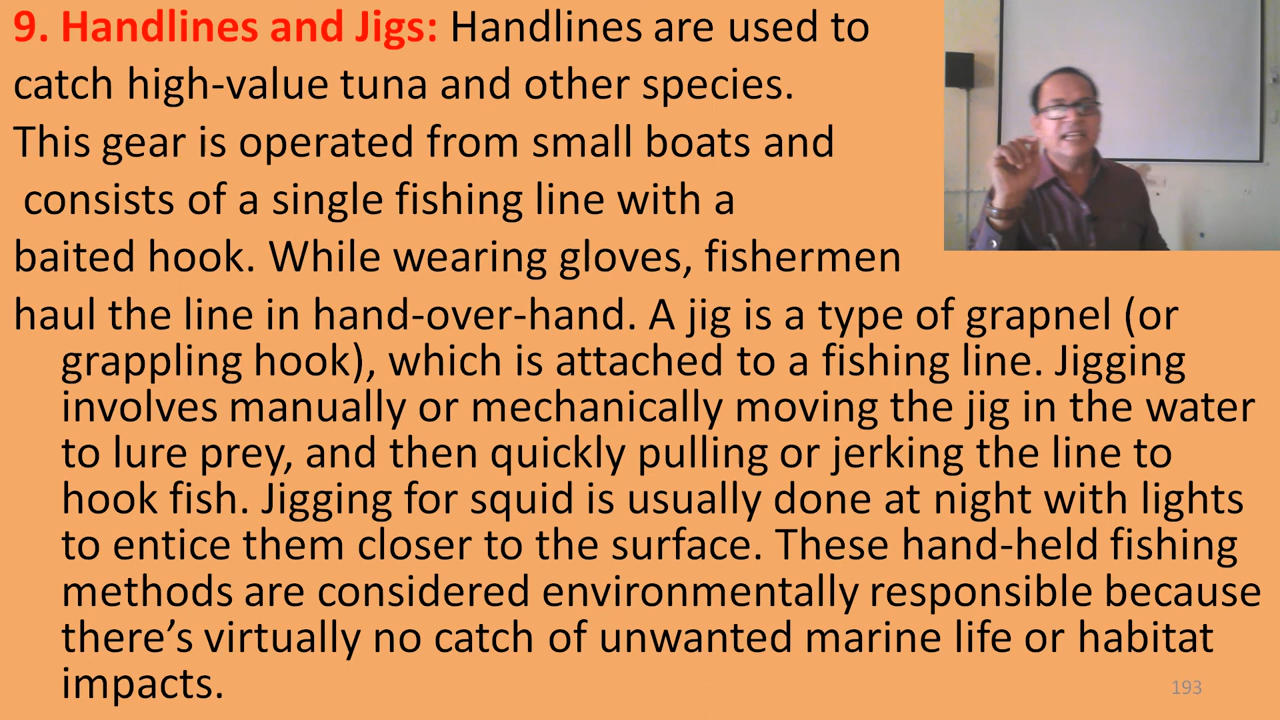 9. Handlines and Jigs: Handlines are used to
catch high-value tuna and other species.
This gear is operated from small boats and
consists of a single fishing line with a
baited hook. While wearing gloves, fishermen
haul the line in hand-over-hand. A jig is a type of grapnel (or
grappling hook), which is attached to a fishing line. Jigging
involves manually or mechanically moving the jig in the water
to lure prey, and then quickly pulling or jerking the line to
hook fish. Jigging for squid is usually done at night with lights
to entice them closer to the surface. These hand-held fishing
methods are considered environmentally responsible because
there’s virtually no catch of unwanted marine life or habitat
impacts.
193